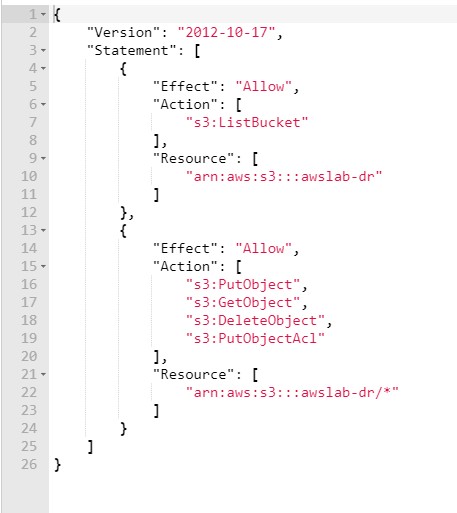 1 {
2     "Version": "2012-10-17",
3     "Statement": [
4         {
5             "Effect": "Allow",
6             "Action": [
7                 "s3:ListBucket"
8             ],
9             "Resource": [
10                 "arn:aws:s3:::awslab-dr"
11             ]
12         },
13         {
14             "Effect": "Allow",
15             "Action": [
16                 "s3:PutObject",
17                 "s3:GetObject",
18                 "s3:DeleteObject",
19                 "s3:PutObjectAcl"
20             ],
21             "Resource": [
22                 "arn:aws:s3:::awslab-dr/*"
23             ]
24         }
25     ]
26 }